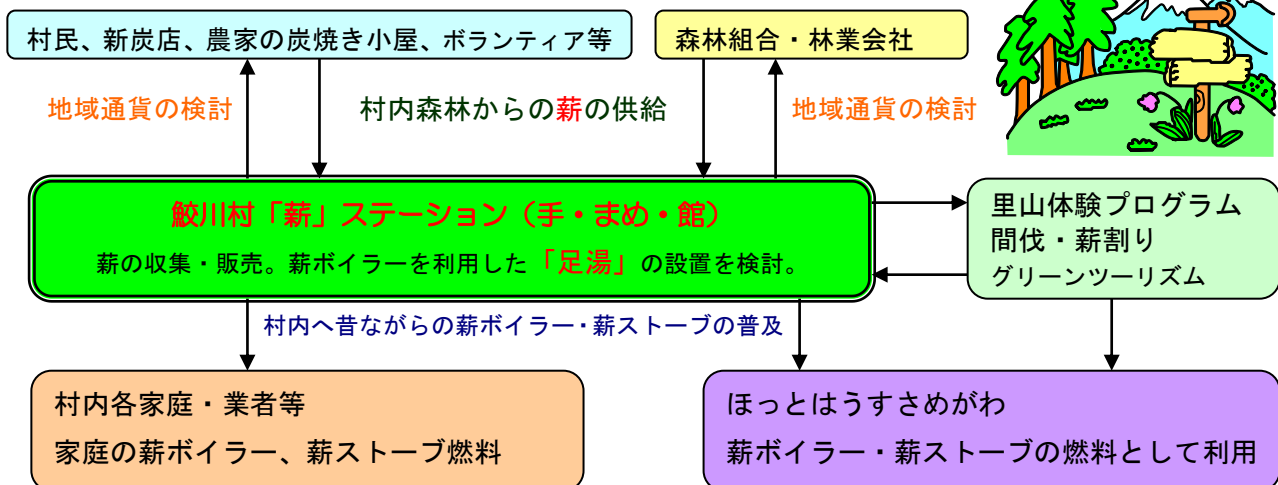 村民、新炭店、農家の炭焼き小屋、ボランティア等
森林組合・林業会社
地域通貨の検討
村内森林からの薪の供給
地域通貨の検討
鮫川村「薪」ステーション（手・まめ・館）
薪の収集・販売。薪ボイラーを利用した「足湯」の設置を検討。
里山体験プログラム
間伐・薪割り
グリーンツーリズム
村内へ昔ながらの薪ボイラー・薪ストーブの普及
村内各家庭・業者等
家庭の薪ボイラー、薪ストーブ燃料
ほっとはうすさめがわ
薪ボイラー・薪ストーブの燃料として利用